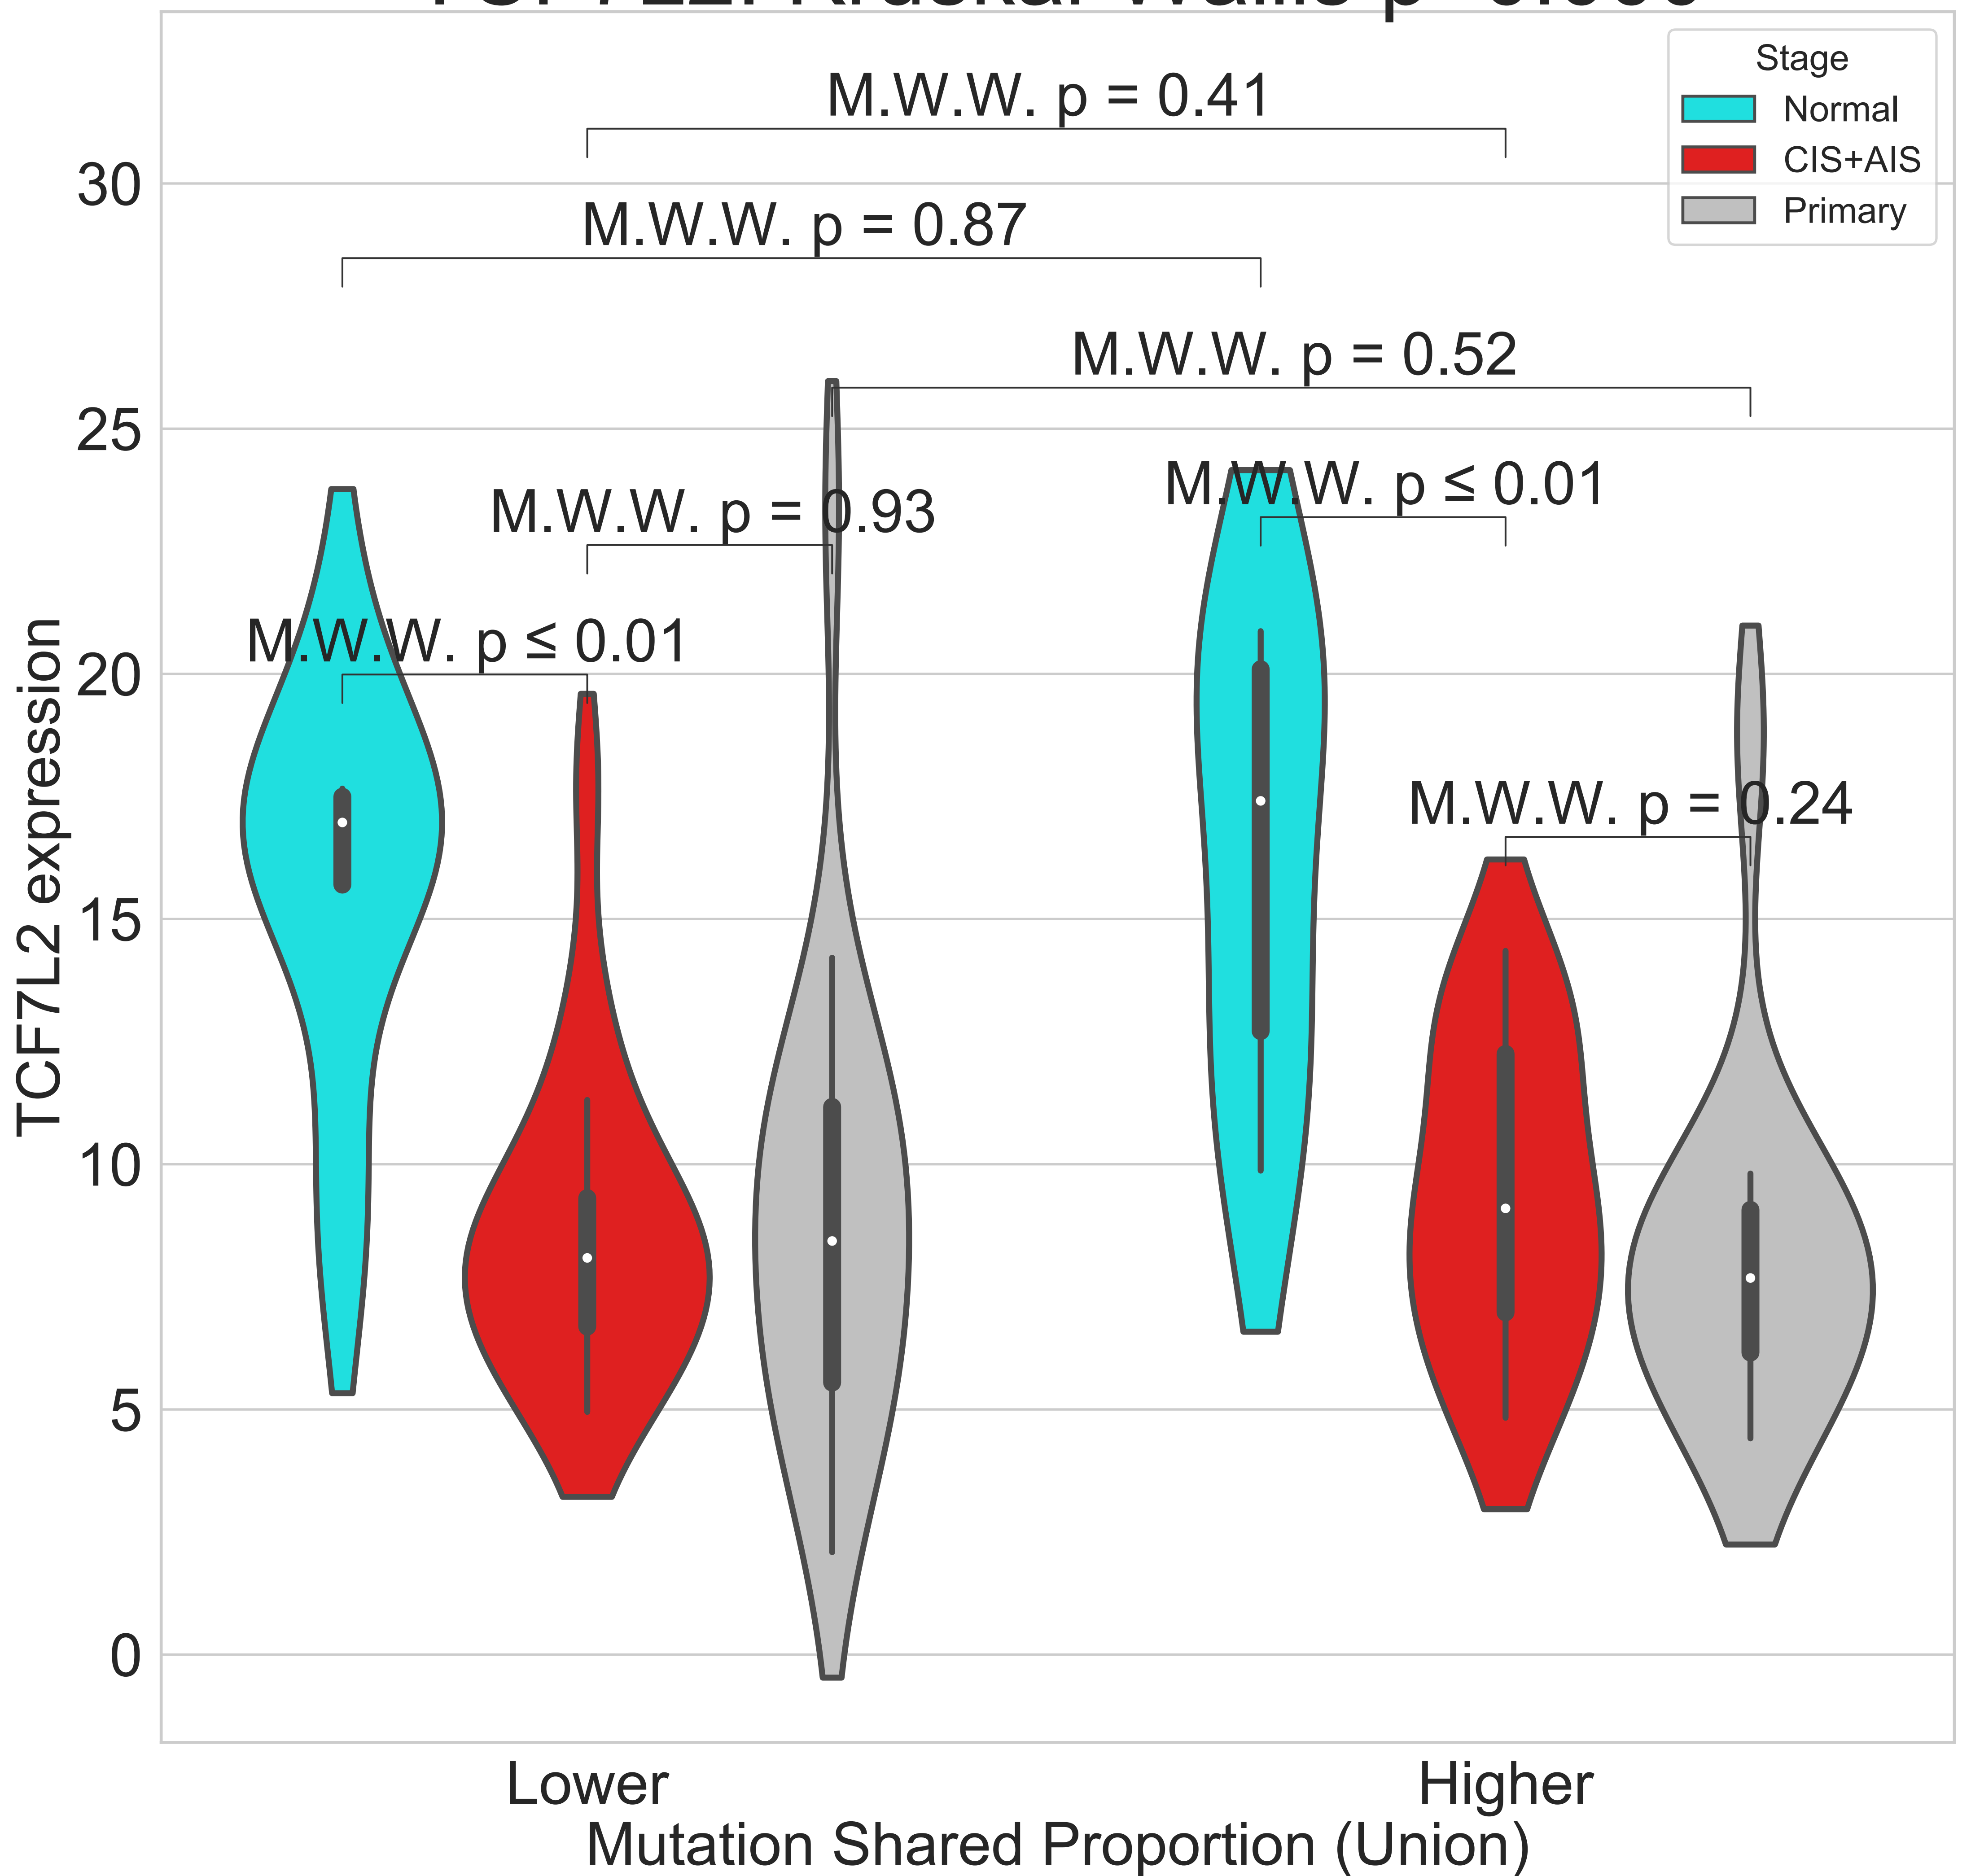 Stage
Normal
CIS+AIS
Primary
M.W.W. p = 0.41
M.W.W. p = 0.87
M.W.W. p = 0.52
M.W.W. p ≤ 0.01
M.W.W. p = 0.93
M.W.W. p ≤ 0.01
M.W.W. p = 0.24
30
25
20
15
10
5
0
TCF7L2 expression
Lower
Higher
Mutation Shared Proportion (Union)